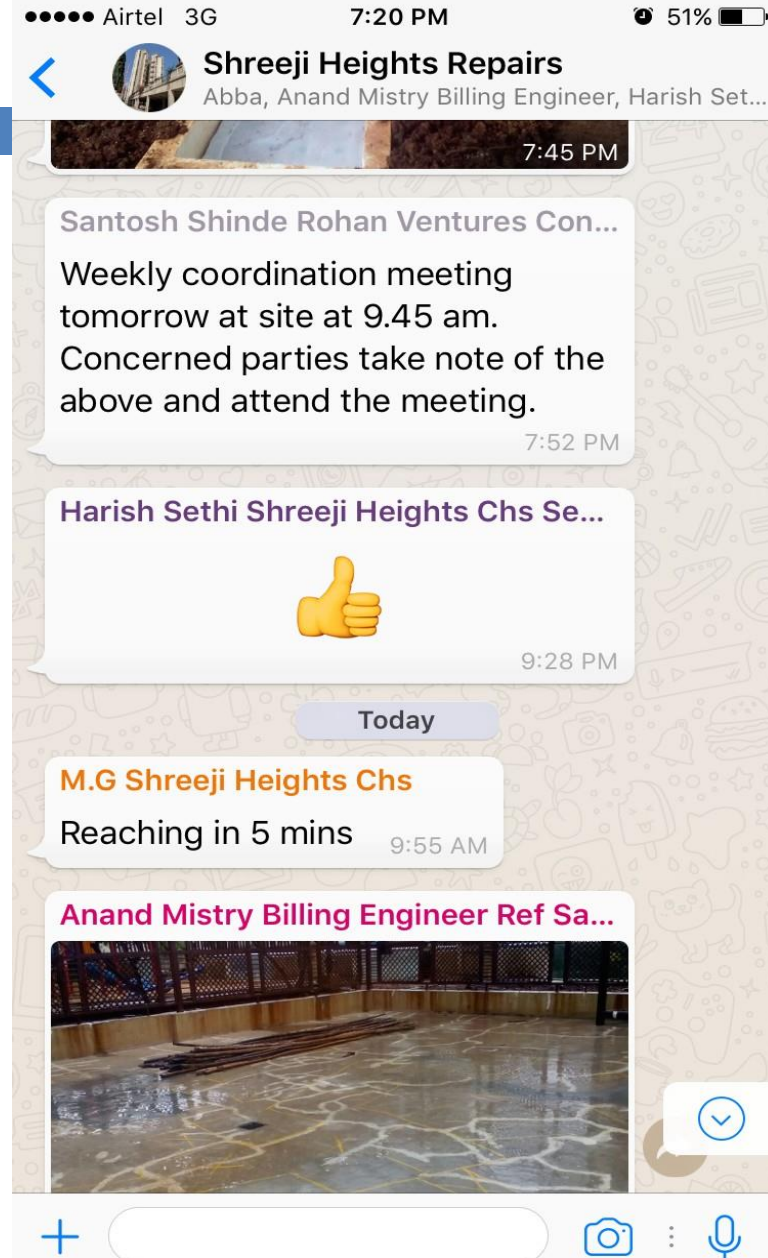 Airtel 3G 7:20 PM 51%
Shreeji Heights Repairs
Abba, Anand Mistry Billing Engineer, Harish Set...
7:45 PM
Santosh Shinde Rohan Ventures Con...
Weekly coordination meeting
tomorrow at site at 9.45 am.
Concerned parties take note of the
above and attend the meeting.
7:52 PM
Harish Sethi Shreeji Heights Chs Se...
9:28 PM
Today
M.G Shreeji Heights Chs
Reaching in 5 mins 9:55 AM
Anand Mistry Billing Engineer Ref Sa...